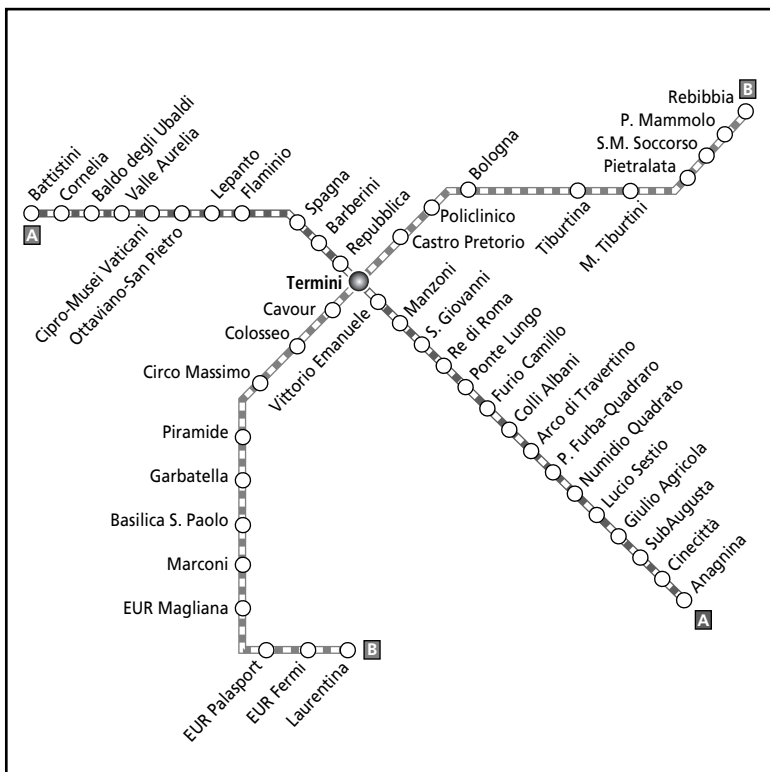 B
Rebibbia
P. Mammolo
S.M. Soccorso
Pietralata
Battistini
Cornelia
Baldo degli Ubaldi
Valle Aurelia
Lepanto
Flaminio
Spagna
Barberini
Repubblica
Bologna
Policlinico
Castro Pretorio
Tiburtina
M. Tiburtini
A
Cipro-Musei Vaticani
Ottaviano-San Pietro
Termini
Cavour
Colosseo
Vittorio Emanuele
Circo Massimo
Manzoni
S. Giovanni
Re di Roma
Ponte Lungo
Furio Camillo
Colli Albani
Arco di Travertino
P. Furba-Quadraro
Numidio Quadrato
Lucio Sestio
Giulio Agricola
SubAugusta
Cinecittà
Anagnina
A
Piramide
Garbatella
Basilica S. Paolo
Marconi
EUR Magliana
EUR Palasport
EUR Fermi
Laurentina
B